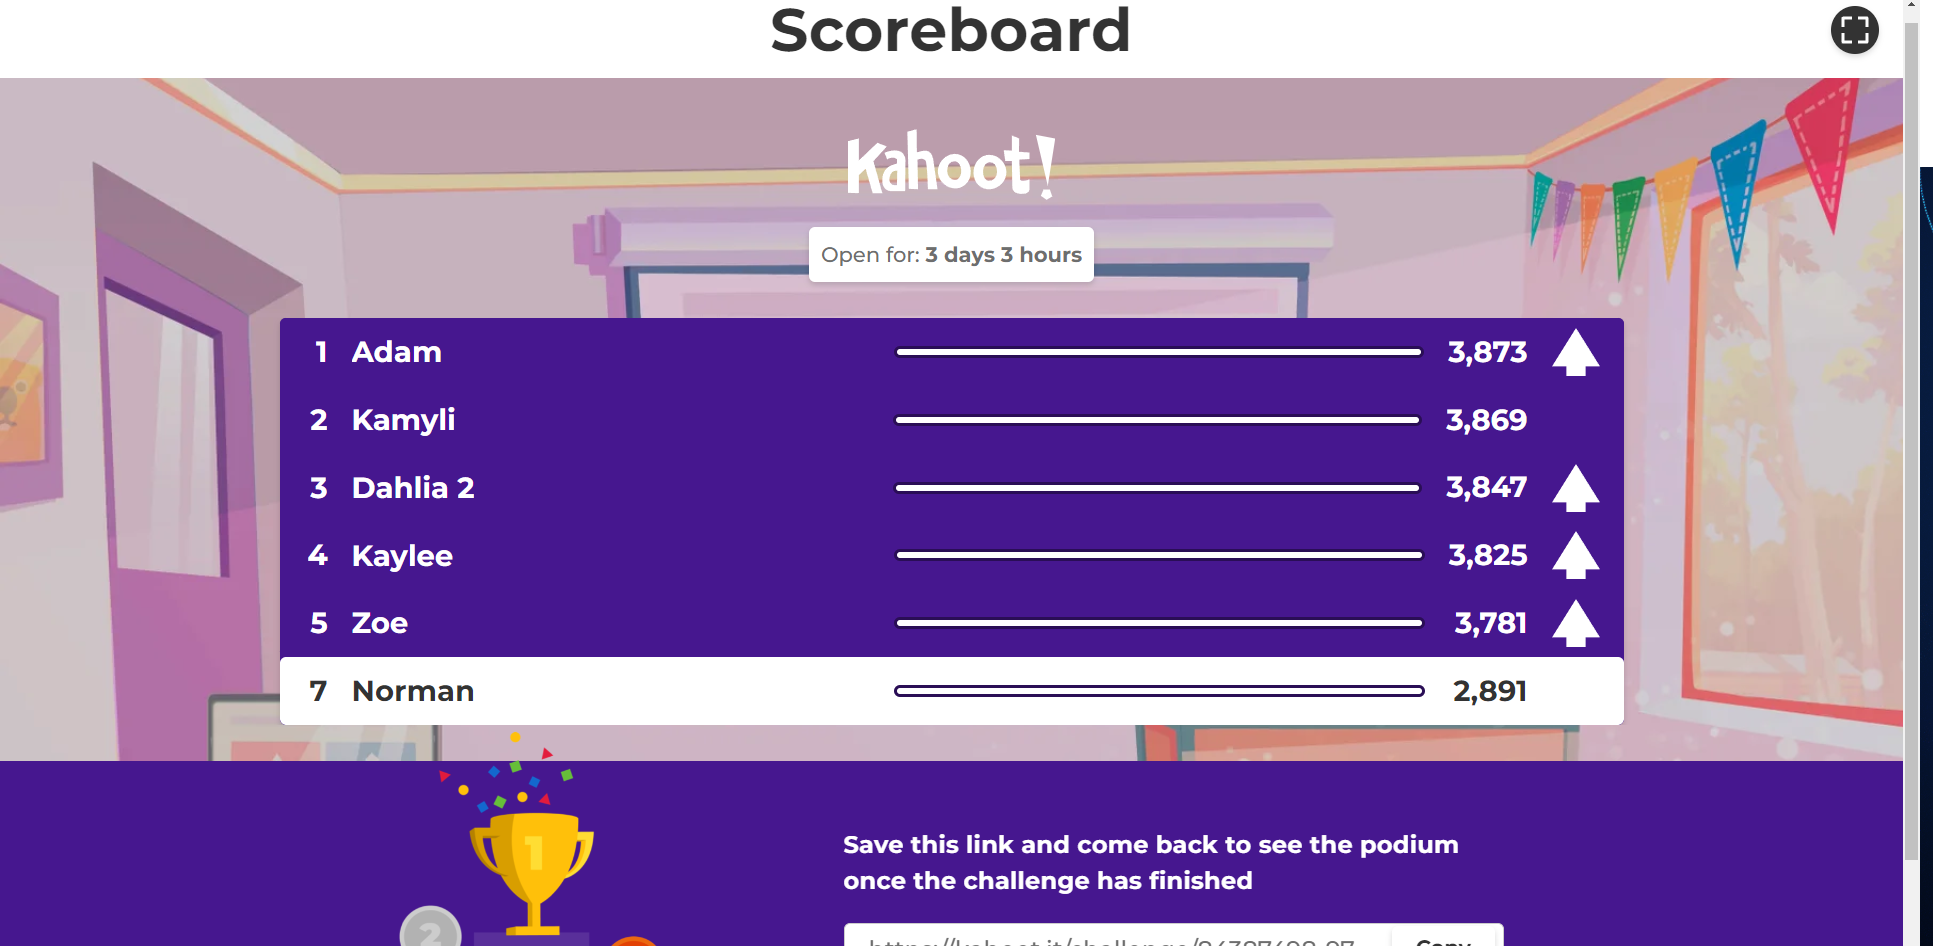 Scoreboard
Kahoot!
Open for: 3 days 3 hours
1 Adam 3,873
2 Kamyli 3,869
3 Dahlia 2 3,847
4 Kaylee 3,825
5 Zoe 3,781
7 Norman 2,891
1
Save this link and come back to see the podium
once the challenge has finished
2
Copy